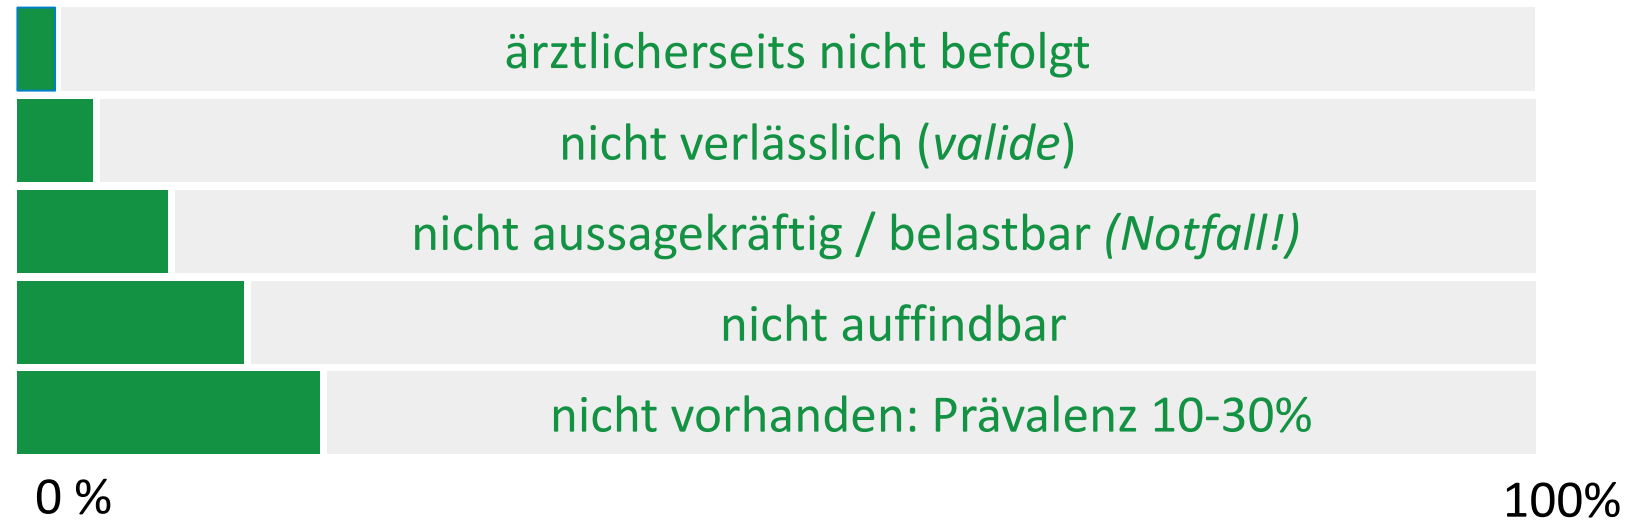 ärztlicherseits nicht befolgt
nicht verlässlich (valide)
nicht aussagekräftig / belastbar (Notfall!)
nicht auffindbar
nicht vorhanden: Prävalenz 10-30%
0 %
100%